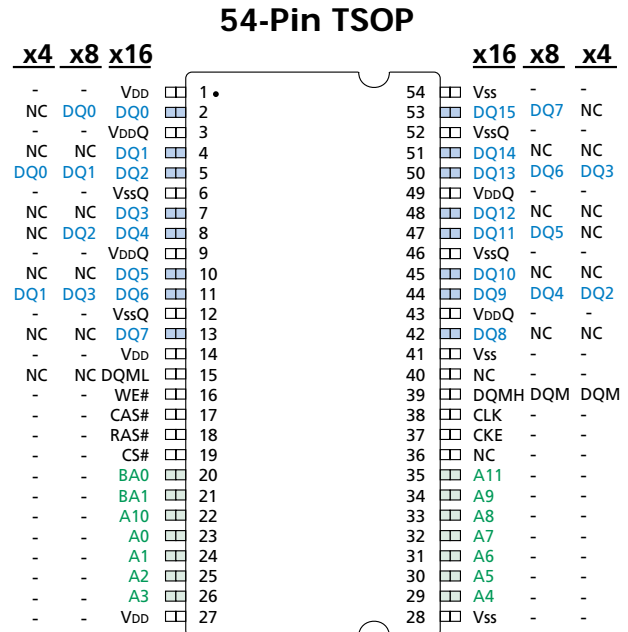 54-Pin TSOP
x4 x8 x16 x16 x8 x4
- - VDD 1 • 54 Vss - -
NC DQ0 DQ0 2 53 DQ15 DQ7 NC
- - VDDQ 3 52 VssQ - -
NC NC DQ1 4 51 DQ14 NC NC
DQ0 DQ1 DQ2 5 50 DQ13 DQ6 DQ3
- - VssQ 6 49 VDDQ - -
NC NC DQ3 7 48 DQ12 NC NC
NC DQ2 DQ4 8 47 DQ11 DQ5 NC
- - VDDQ 9 46 VssQ - -
NC NC DQ5 10 45 DQ10 NC NC
DQ1 DQ3 DQ6 11 44 DQ9 DQ4 DQ2
- - VssQ 12 43 VDDQ - -
NC NC DQ7 13 42 DQ8 NC NC
- - VDD 14 41 Vss - -
NC NC DQML 15 40 NC - -
- - WE# 16 39 DQMH DQM DQM
- - CAS# 17 38 CLK - -
- - RAS# 18 37 CKE - -
- - CS# 19 36 NC - -
- - BA0 20 35 A11 - -
- - BA1 21 34 A9 - -
- - A10 22 33 A8 - -
- - A0 23 32 A7 - -
- - A1 24 31 A6 - -
- - A2 25 30 A5 - -
- - A3 26 29 A4 - -
- - VDD 27 28 Vss - -